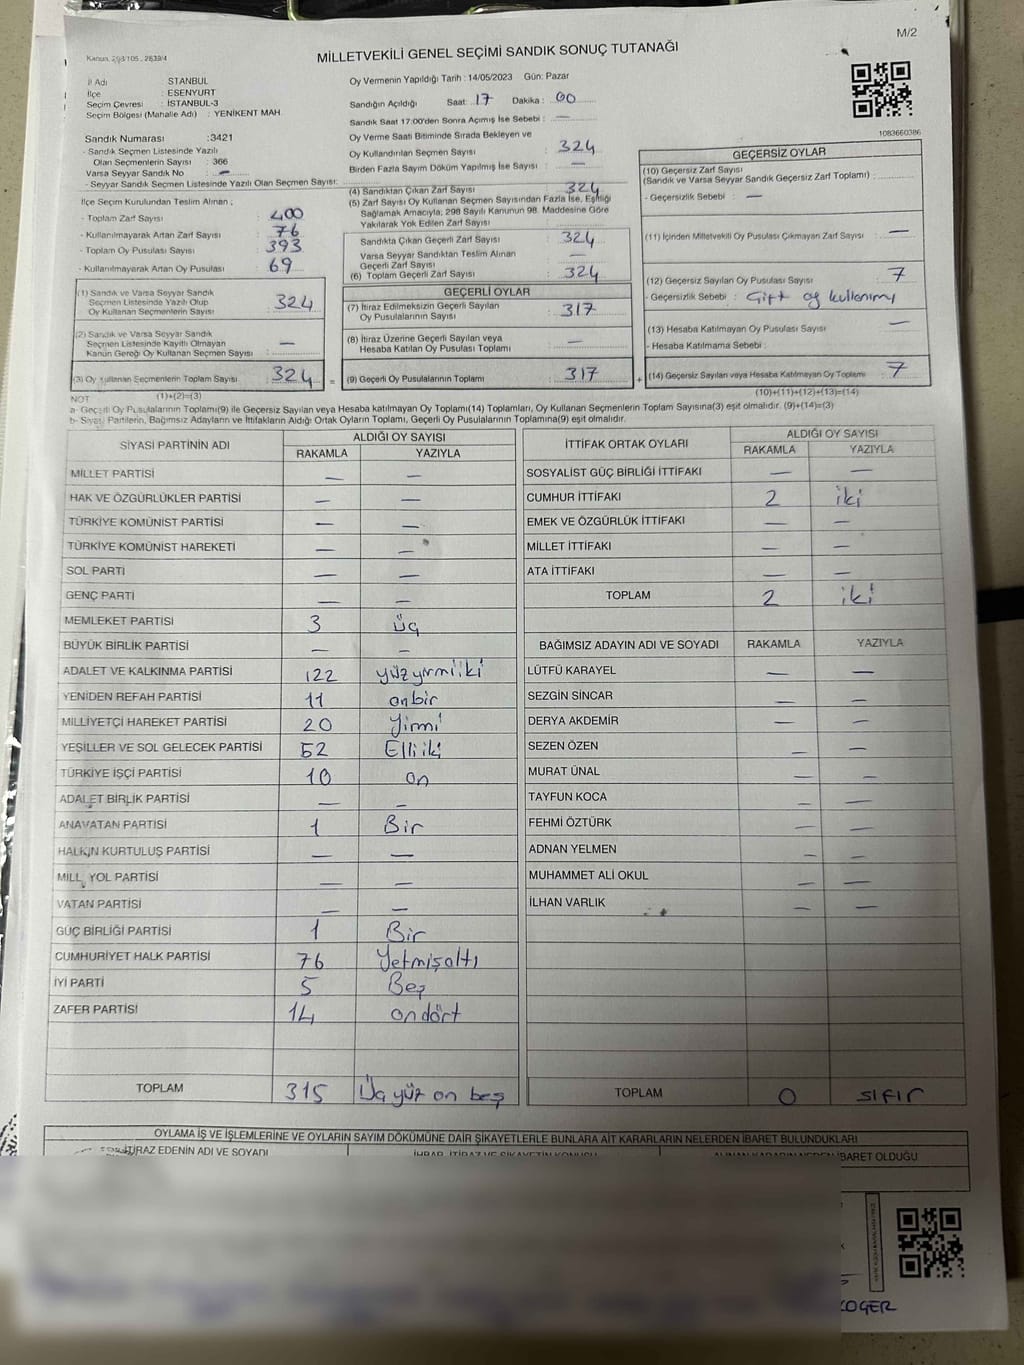 M/2
Kanun, 298/105, 2839/4
MİLLETVEKİLİ GENEL SEÇİMİ SANDIK SONUÇ TUTANAĞI
İl Adı STANBUL
İlçe : ESENYURT
Seçim Çevresi : İSTANBUL-3
Seçim Bölgesi (Mahalle Adı) : YENİKENT MAH
Sandık Numarası :3421
- Sandık Seçmen Listesinde Yazılı
Olan Seçmenlerin Sayısı : 366
Varsa Seyyar Sandık No –
- Seyyar Sandık Seçmen Listesinde Yazılı Olan Seçmen Sayısı:
İlçe Seçim Kurulundan Teslim Alınan ;
- Toplam Zarf Sayısı : 400
- Kullanılmayarak Artan Zarf Sayısı : 76
- Toplam Oy Pusulası Sayısı : 393
- Kullanılmayarak Artan Oy Pusulası : 69
(1) Sandık ve Varsa Seyyar Sandık
Seçmen Listesinde Yazılı Olup
Oy Kullanan Seçmenlerin Sayısı : 324
(2) Sandık ve Varsa Seyyar Sandık
Seçmen Listesinde Kayıtlı Olmayan
Kanun Gereği Oy Kullanan Seçmen Sayısı : –
(3) Oy Kullanan Seçmenlerin Toplam Sayısı : 324
(1)+(2)=(3)
Oy Vermenin Yapıldığı Tarih : 14/05/2023 Gün: Pazar
Sandığın Açıldığı Saat: 17 Dakika : 00
Sandık Saat 17:00'den Sonra Açımış İse Sebebi : –
Oy Verme Saati Bitiminde Sırada Bekleyen ve
Oy Kullandırılan Seçmen Sayısı : 324
Birden Fazla Sayım Döküm Yapılmış İse Sayısı : –
(4) Sandıktan Çıkan Zarf Sayısı : 324
(5) Zarf Sayısı Oy Kullanan Seçmen Sayısından Fazla İse, Eşitliği
Sağlamak Amacıyla; 298 Sayılı Kanunun 98. Maddesine Göre
Yakılarak Yok Edilen Zarf Sayısı :
Sandıkta Çıkan Geçerli Zarf Sayısı : 324
Varsa Seyyar Sandıktan Teslim Alınan
Geçerli Zarf Sayısı : –
(6) Toplam Geçerli Zarf Sayısı : 324
GEÇERLİ OYLAR
(7) İtiraz Edilmeksizin Geçerli Sayılan
Oy Pusulalarının Sayısı : 317
(8) İtiraz Üzerine Geçerli Sayılan veya
Hesaba Katılan Oy Pusulası Toplamı : –
= (9) Geçerli Oy Pusulalarının Toplamı : 317 +
1083660386
GEÇERSİZ OYLAR
(10) Geçersiz Zarf Sayısı
(Sandık ve Varsa Seyyar Sandık Geçersiz Zarf Toplamı) :
- Geçersizlik Sebebi : –
(11) İçinden Milletvekili Oy Pusulası Çıkmayan Zarf Sayısı : –
(12) Geçersiz Sayılan Oy Pusulası Sayısı : 7
- Geçersizlik Sebebi : Çift oy kullanımı
(13) Hesaba Katılmayan Oy Pusulası Sayısı : –
- Hesaba Katılmama Sebebi :
(14) Geçersiz Sayılan veya Hesaba Katılmayan Oy Toplamı : 7
(10)+(11)+(12)+(13)=(14)
NOT
a- Geçerli Oy Pusulalarının Toplamı(9) ile Geçersiz Sayılan veya Hesaba katılmayan Oy Toplamı(14) Toplamları, Oy Kullanan Seçmenlerin Toplam Sayısına(3) eşit olmalıdır. (9)+(14)=(3)
b- Siyasi Partilerin, Bağımsız Adayların ve İttifakların Aldığı Ortak Oyların Toplamı, Geçerli Oy Pusulalarının Toplamına(9) eşit olmalıdır.
SİYASİ PARTİNİN ADI ALDIĞI OY SAYISI
RAKAMLA YAZIYLA
MİLLET PARTİSİ – –
HAK VE ÖZGÜRLÜKLER PARTİSİ – –
TÜRKİYE KOMÜNİST PARTİSİ – –
TÜRKİYE KOMÜNİST HAREKETİ – –
SOL PARTİ – –
GENÇ PARTİ – –
MEMLEKET PARTİSİ 3 Üç
BÜYÜK BİRLİK PARTİSİ – –
ADALET VE KALKINMA PARTİSİ 122 yüzyirmiiki
YENİDEN REFAH PARTİSİ 11 onbir
MİLLİYETÇİ HAREKET PARTİSİ 20 Yirmi
YEŞİLLER VE SOL GELECEK PARTİSİ 52 Elliiki
TÜRKİYE İŞÇİ PARTİSİ 10 on
ADALET BİRLİK PARTİSİ – –
ANAVATAN PARTİSİ 1 Bir
HALKIN KURTULUŞ PARTİSİ – –
MİLLİ YOL PARTİSİ – –
VATAN PARTİSİ – –
GÜÇ BİRLİĞİ PARTİSİ 1 Bir
CUMHURİYET HALK PARTİSİ 76 Yetmişaltı
İYİ PARTİ 5 Beş
ZAFER PARTİSİ 14 ondört
TOPLAM 315 Üç yüz on beş
İTTİFAK ORTAK OYLARI ALDIĞI OY SAYISI
RAKAMLA YAZIYLA
SOSYALİST GÜÇ BİRLİĞİ İTTİFAKI – –
CUMHUR İTTİFAKI 2 iki
EMEK VE ÖZGÜRLÜK İTTİFAKI – –
MİLLET İTTİFAKI – –
ATA İTTİFAKI – –
TOPLAM 2 iki
BAĞIMSIZ ADAYIN ADI VE SOYADI RAKAMLA YAZIYLA
LÜTFÜ KARAYEL – –
SEZGİN SİNCAR – –
DERYA AKDEMİR – –
SEZEN ÖZEN – –
MURAT ÜNAL – –
TAYFUN KOCA – –
FEHMİ ÖZTÜRK – –
ADNAN YELMEN – –
MUHAMMET ALİ OKUL – –
İLHAN VARLIK – –
TOPLAM 0 SIFIR
OYLAMA İŞ VE İŞLEMLERİNE VE OYLARIN SAYIM DÖKÜMÜNE DAİR ŞİKAYETLERLE BUNLARA AİT KARARLARIN NELERDEN İBARET BULUNDUKLARI
İTİRAZ EDENİN ADI VE SOYADI
İBARET OLDUĞU